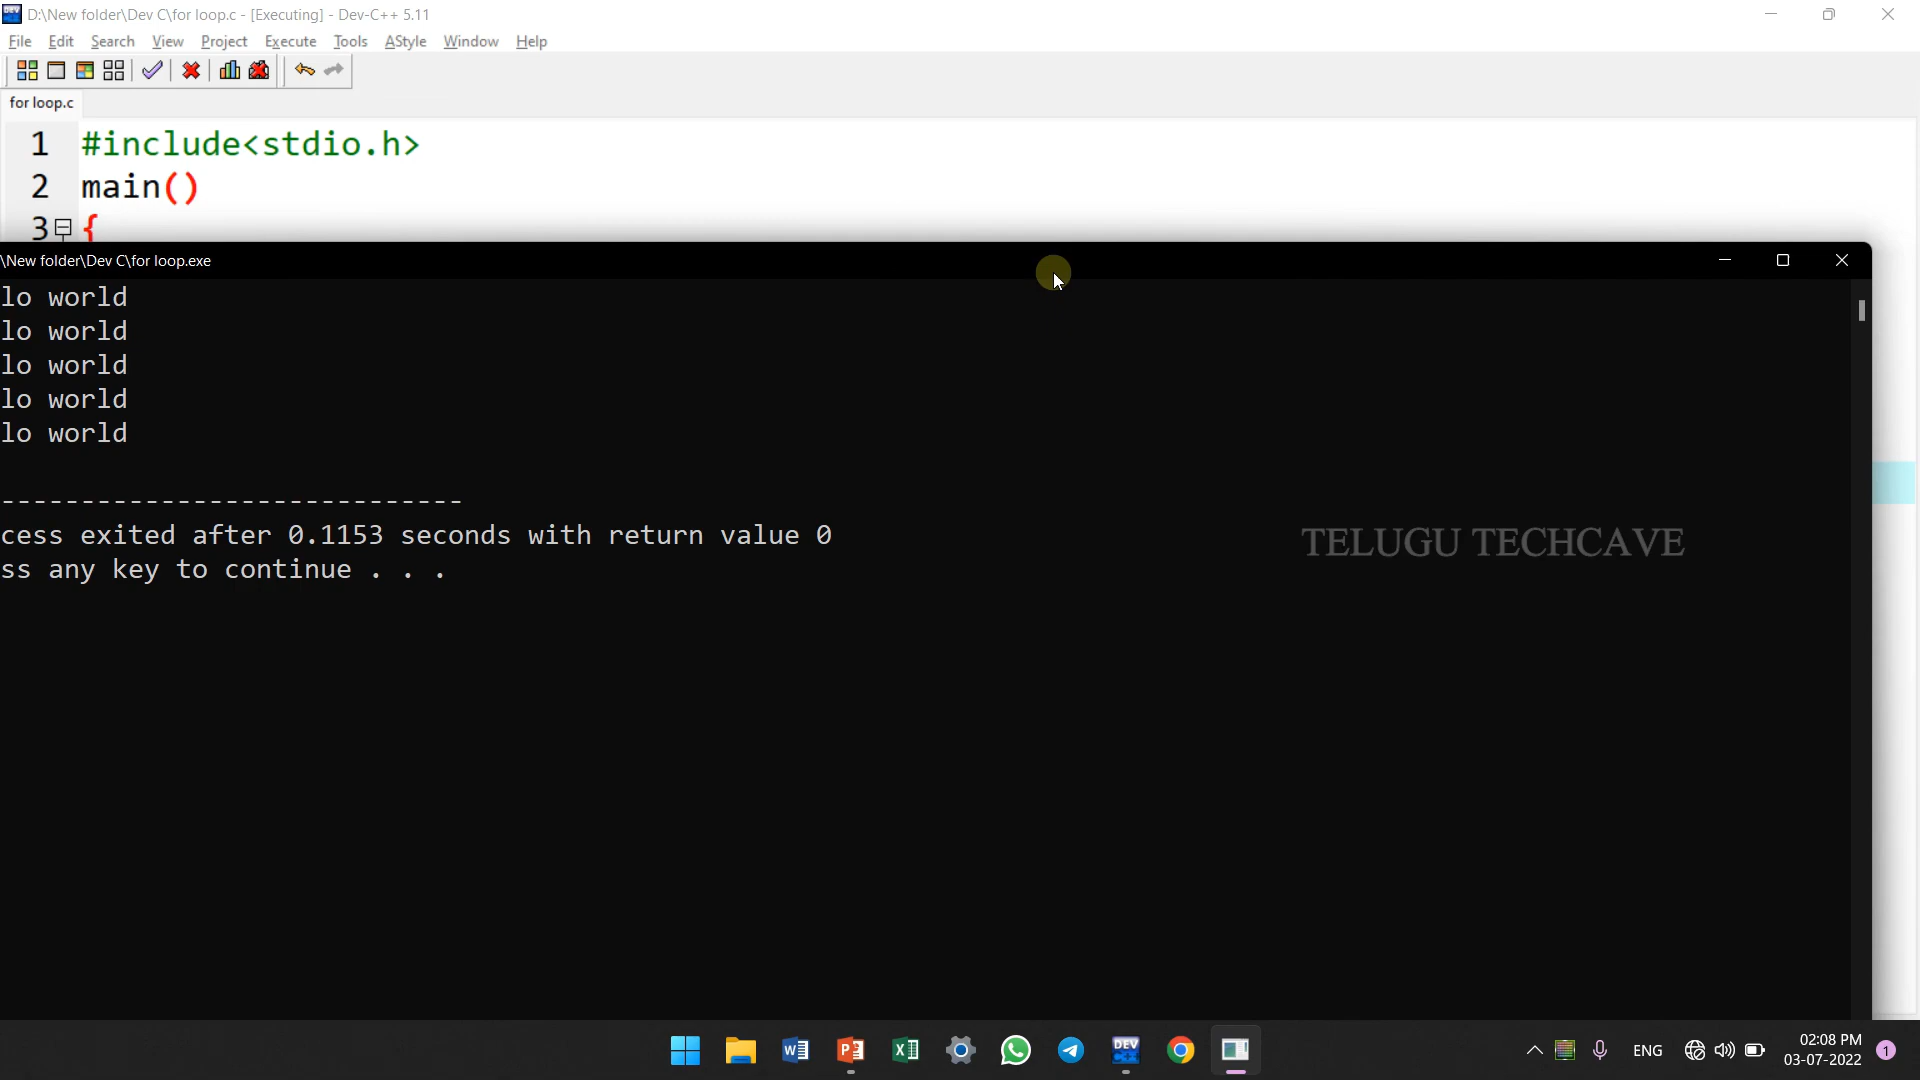 D:\New folder\Dev C\for loop.c - [Executing] - Dev-C++ 5.11
File Edit Search View Project Execute Tools AStyle Window Help
for loop.c
1 #include<stdio.h>
2 main()
3 {
\New folder\Dev C\for loop.exe
lo world
lo world
lo world
lo world
lo world
-----------------------------
cess exited after 0.1153 seconds with return value 0
TELUGU TECHCAVE
ss any key to continue . . .
DEV
ENG
02:08 PM
03-07-2022
1